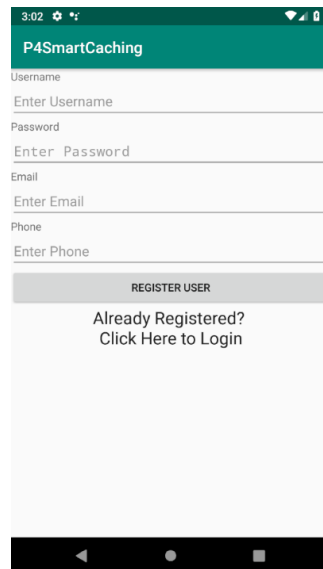 3:02
P4SmartCaching
Username
Enter Username
Password
Enter Password
Email
Enter Email
Phone
Enter Phone
REGISTER USER
Already Registered?
Click Here to Login